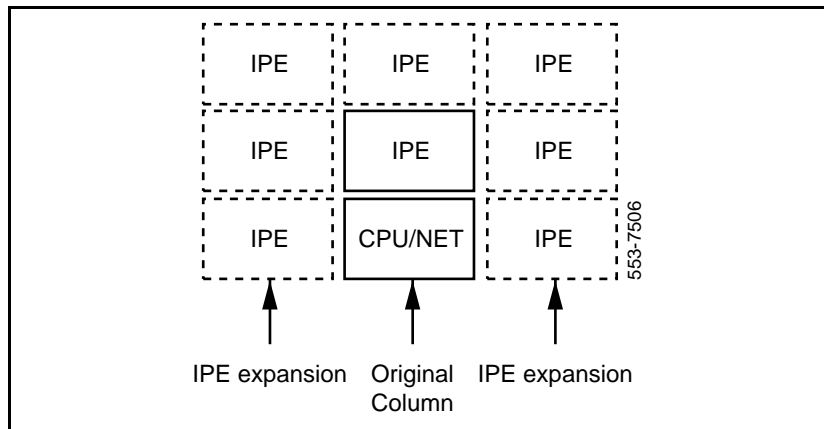 IPE IPE IPE
IPE IPE IPE
IPE CPU/NET IPE
553-7506
IPE expansion Original Column IPE expansion